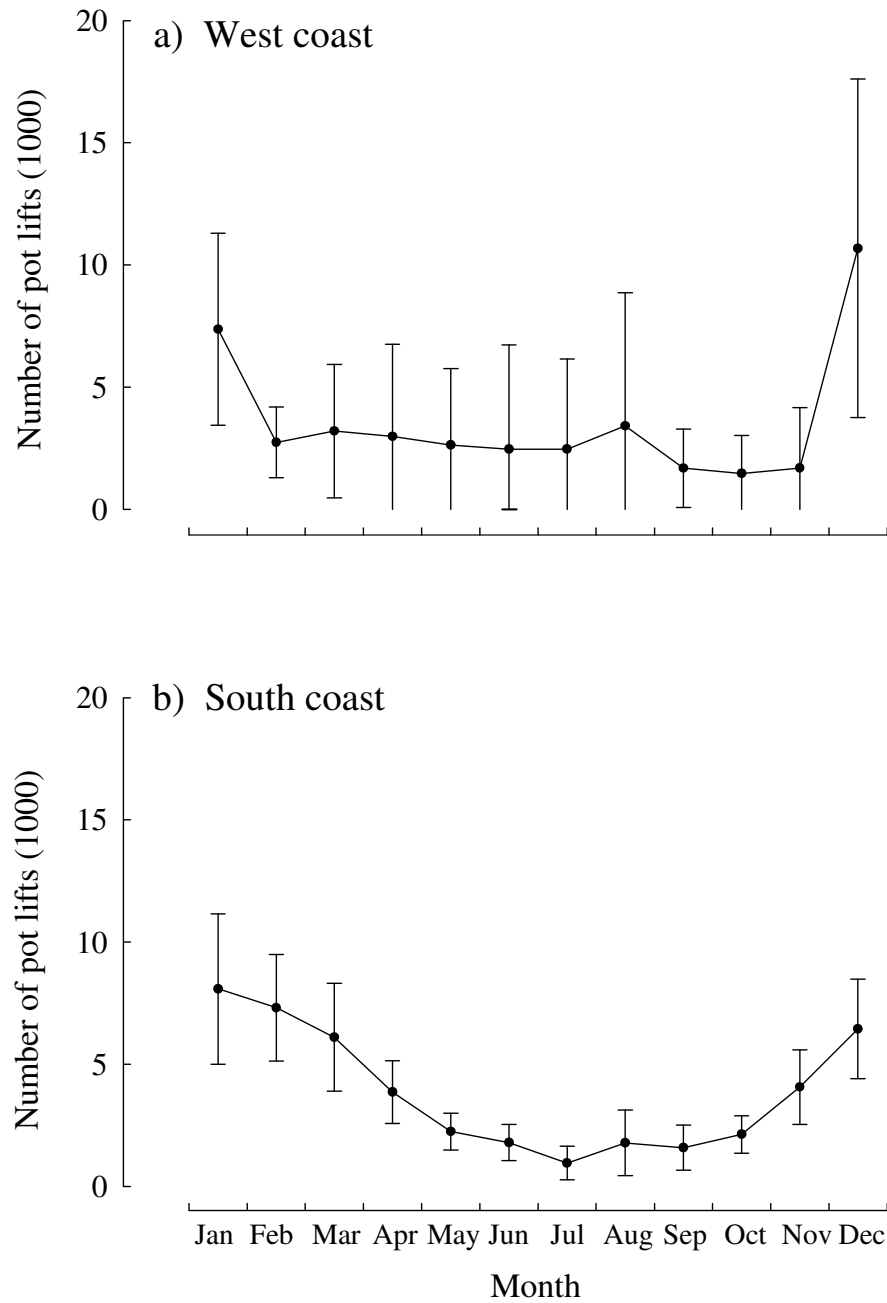 a) West coast
20
15
10
5
0
Number of pot lifts (1000)
b) South coast
20
15
10
5
0
Number of pot lifts (1000)
Jan Feb Mar Apr May Jun Jul Aug Sep Oct Nov Dec
Month